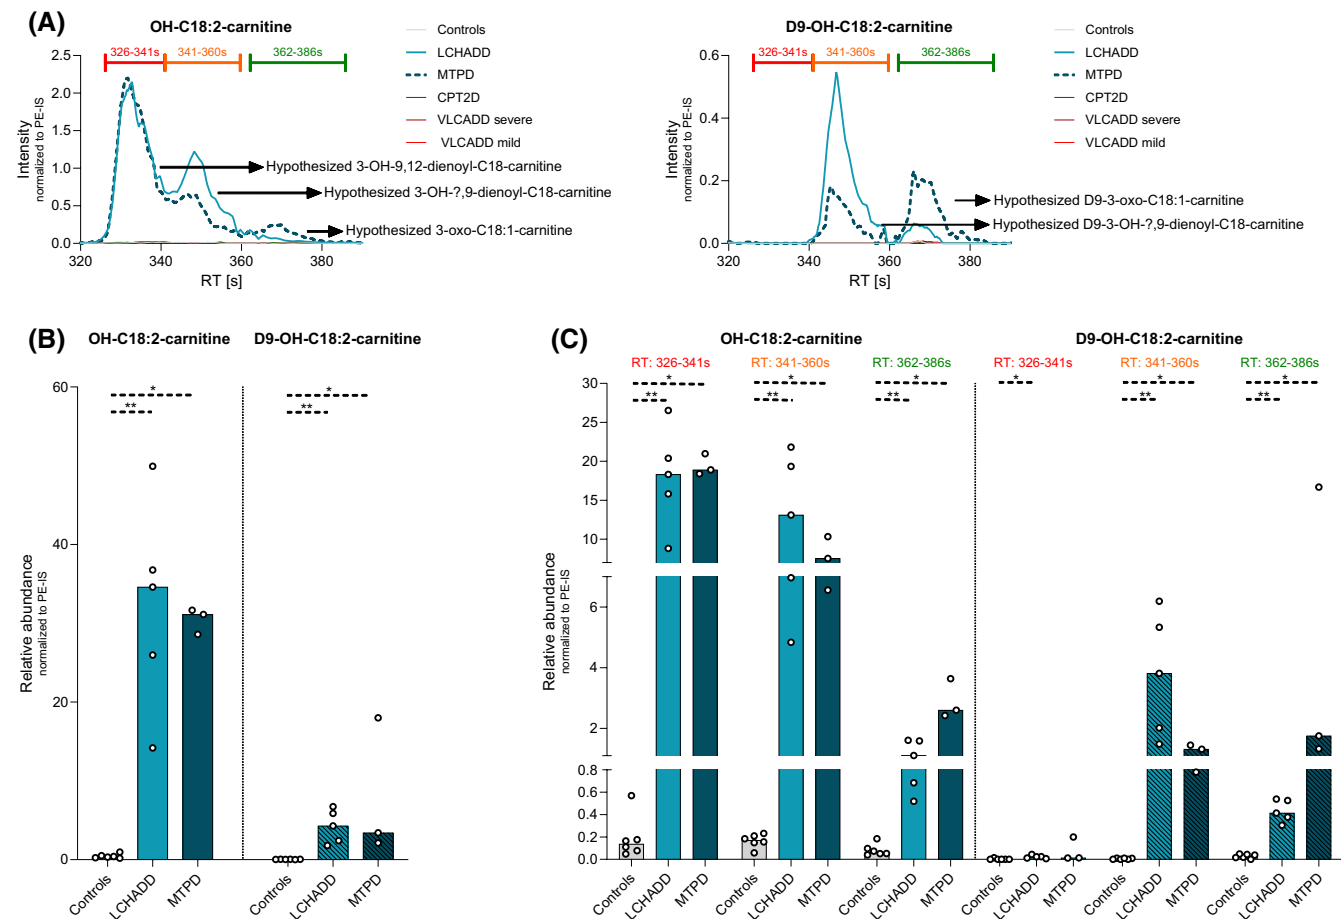 (A)
OH-C18:2-carnitine
326-341s 341-360s 362-386s
Intensity
normalized to PE-IS
2.5
2.0
1.5
1.0
0.5
0.0
320 340 360 380
RT [s]
Controls
LCHADD
MTPD
CPT2D
VLCADD severe
VLCADD mild
Hypothesized 3-OH-9,12-dienoyl-C18-carnitine
Hypothesized 3-OH-?,9-dienoyl-C18-carnitine
Hypothesized 3-oxo-C18:1-carnitine
D9-OH-C18:2-carnitine
326-341s 341-360s 362-386s
Intensity
normalized to PE-IS
0.6
0.4
0.2
0.0
320 340 360 380
RT [s]
Controls
LCHADD
MTPD
CPT2D
VLCADD severe
VLCADD mild
Hypothesized D9-3-oxo-C18:1-carnitine
Hypothesized D9-3-OH-?,9-dienoyl-C18-carnitine
(B)
OH-C18:2-carnitine D9-OH-C18:2-carnitine
Relative abundance
normalized to PE-IS
60
40
20
0
* *
** **
Controls LCHADD MTPD Controls LCHADD MTPD
(C)
OH-C18:2-carnitine D9-OH-C18:2-carnitine
RT: 326-341s RT: 341-360s RT: 362-386s RT: 326-341s RT: 341-360s RT: 362-386s
* * * * * *
** ** ** ** **
Relative abundance
normalized to PE-IS
30
25
20
15
10
6
4
2
0.8
0.6
0.4
0.2
0.0
Controls LCHADD MTPD Controls LCHADD MTPD Controls LCHADD MTPD Controls LCHADD MTPD Controls LCHADD MTPD Controls LCHADD MTPD